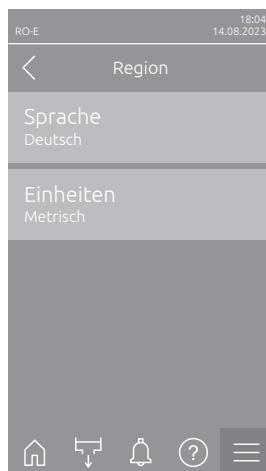 18:04
RO-E 14.08.2023
Region
Sprache
Deutsch
Einheiten
Metrisch
?